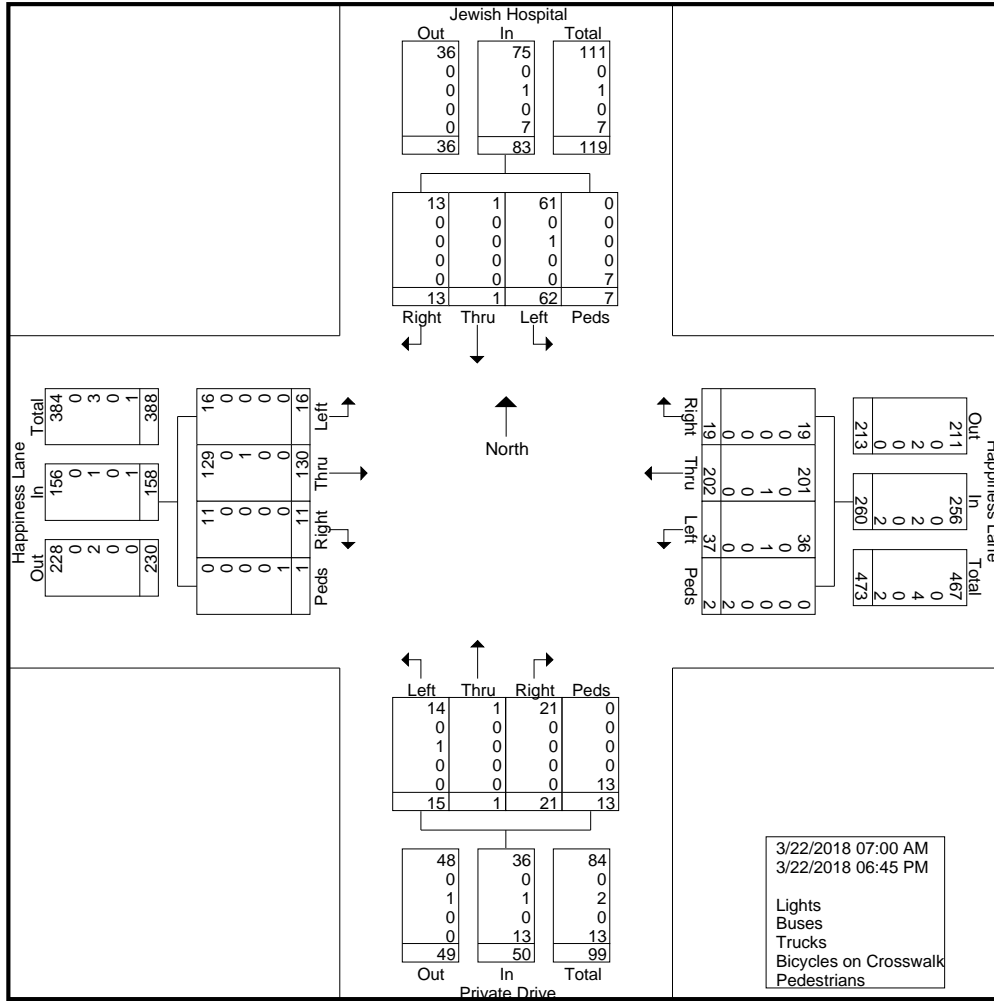 Jewish Hospital
Out In Total
36 75 111
0 0 0
0 1 1
0 0 0
0 7 7
36 83 119
13 1 61 0
0 0 0 0
0 0 1 0
0 0 0 0
0 0 0 7
13 1 62 7
Right Thru Left Peds
Happiness Lane
Total In Out
384 156 228
0 0 0
3 1 2
0 0 0
1 1 0
388 158 230
Left Thru Right Peds
16 129 11 0
0 0 0 0
0 1 0 0
0 0 0 0
0 0 0 1
16 130 11 1
North
Right Thru Left Peds
19 201 36 0
0 0 0 0
0 1 1 0
0 0 0 0
0 0 0 2
19 202 37 2
Happiness Lane
Out In Total
211 256 467
0 0 0
2 2 4
0 0 0
0 2 2
213 260 473
Left Thru Right Peds
14 1 21 0
0 0 0 0
1 0 0 0
0 0 0 0
0 0 0 13
15 1 21 13
48 36 84
0 0 0
1 1 2
0 0 0
0 13 13
49 50 99
Out In Total
Private Drive
3/22/2018 07:00 AM
3/22/2018 06:45 PM
Lights
Buses
Trucks
Bicycles on Crosswalk
Pedestrians